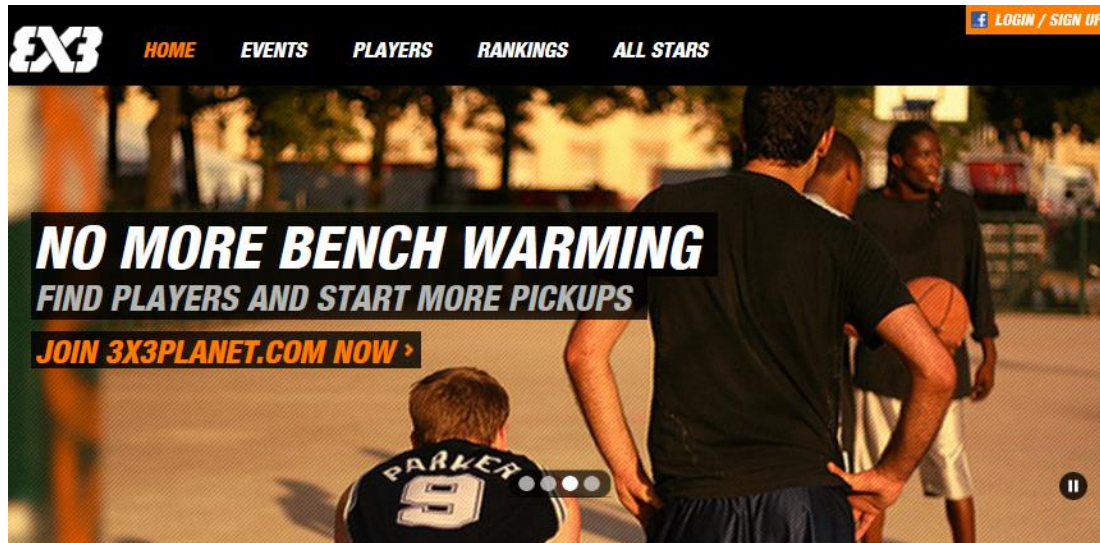 3X3
HOME EVENTS PLAYERS RANKINGS ALL STARS
f LOGIN / SIGN UP
NO MORE BENCH WARMING
FIND PLAYERS AND START MORE PICKUPS
JOIN 3X3PLANET.COM NOW ›
PARKER
9